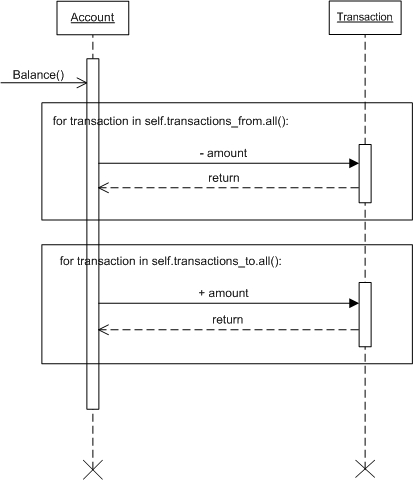 Account
Transaction
Balance()
for transaction in self.transactions_from.all():
- amount
return
for transaction in self.transactions_to.all():
+ amount
return